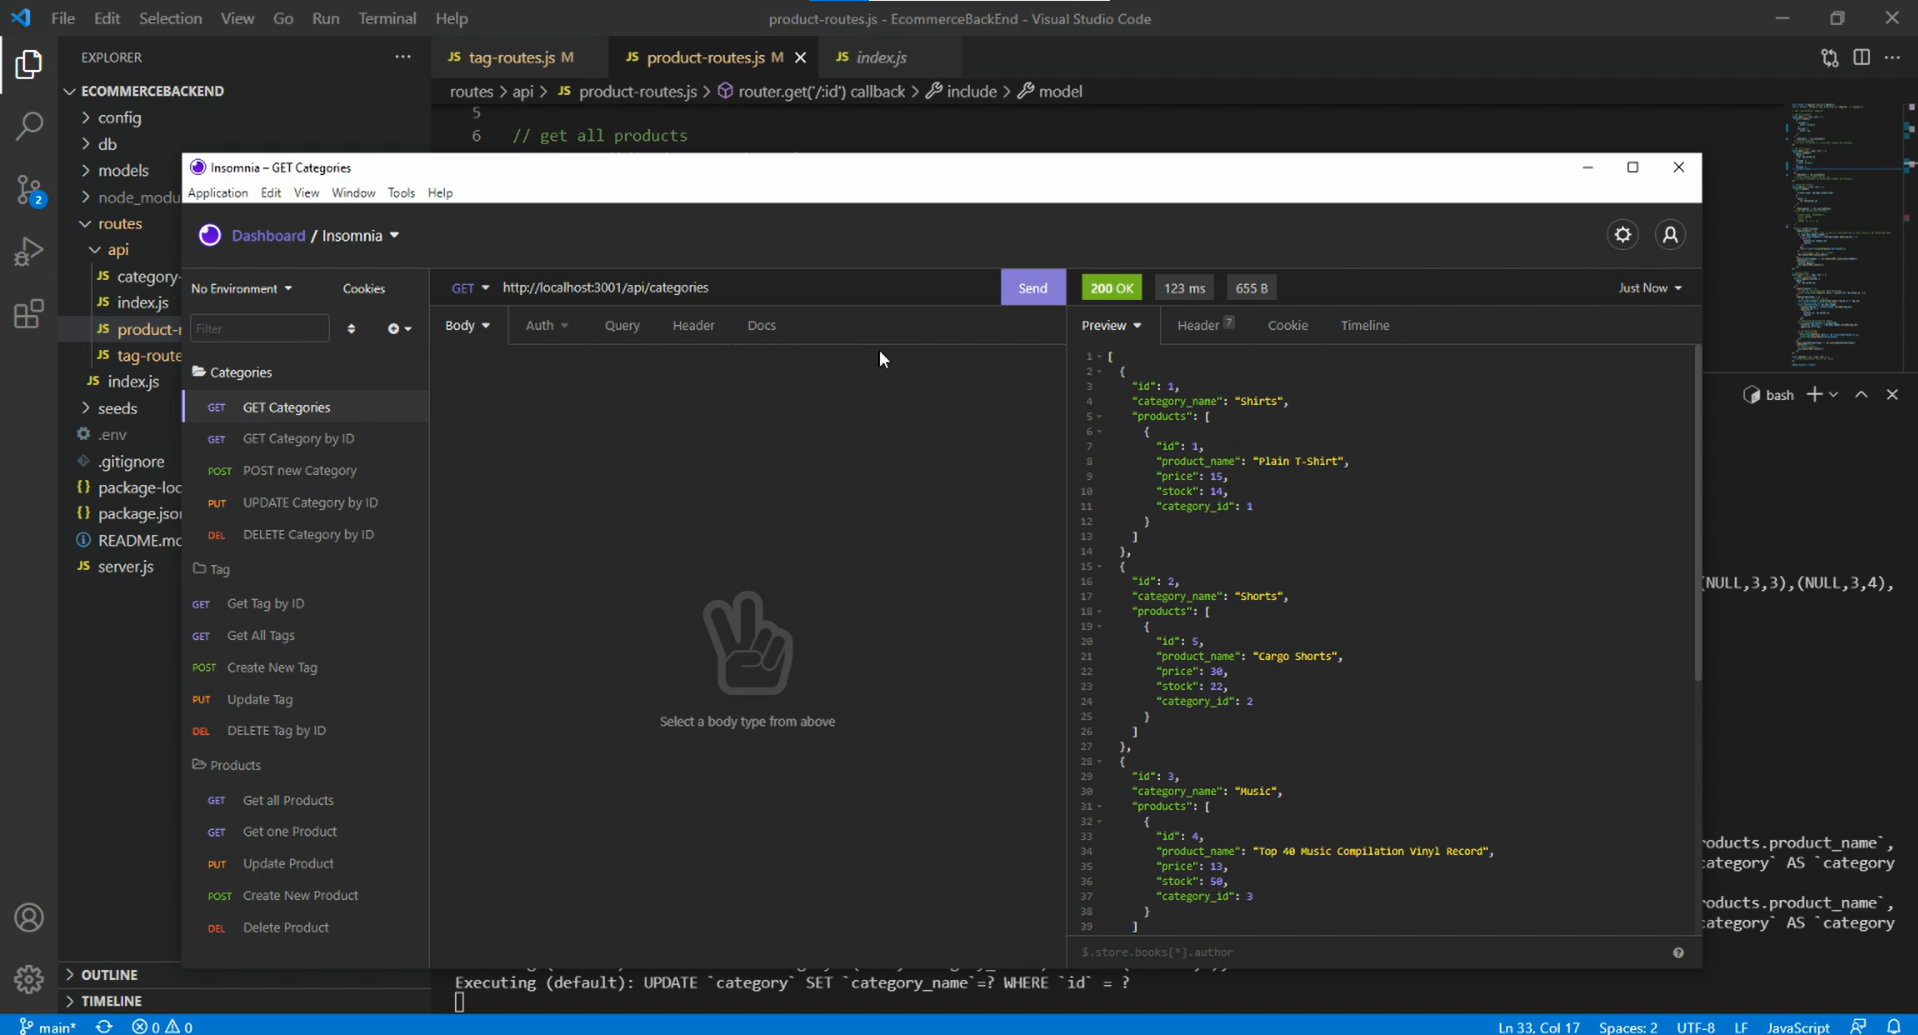 File Edit Selection View Go Run Terminal Help
product-routes.js - EcommerceBackEnd - Visual Studio Code
EXPLORER
JS tag-routes.js M
JS product-routes.js M
JS index.js
ECOMMERCEBACKEND
routes > api > JS product-routes.js > router.get('/:id') callback > include > model
config
db
models
node_modu
routes
api
JS category-
JS index.js
JS product-r
JS tag-route
JS index.js
seeds
.env
.gitignore
{} package-loc
{} package.jsor
README.mc
JS server.js
OUTLINE
TIMELINE
2
5
6 // get all products
Insomnia – GET Categories
Application Edit View Window Tools Help
Dashboard / Insomnia
No Environment
Cookies
Filter
Categories
GET GET Categories
GET GET Category by ID
POST POST new Category
PUT UPDATE Category by ID
DEL DELETE Category by ID
Tag
GET Get Tag by ID
GET Get All Tags
POST Create New Tag
PUT Update Tag
DEL DELETE Tag by ID
Products
GET Get all Products
GET Get one Product
PUT Update Product
POST Create New Product
DEL Delete Product
GET http://localhost:3001/api/categories
Send
Body Auth Query Header Docs
Select a body type from above
200 OK 123 ms 655 B
Just Now
Preview Header 7 Cookie Timeline
1 [
2 {
3 "id": 1,
4 "category_name": "Shirts",
5 "products": [
6 {
7 "id": 1,
8 "product_name": "Plain T-Shirt",
9 "price": 15,
10 "stock": 14,
11 "category_id": 1
12 }
13 ]
14 },
15 {
16 "id": 2,
17 "category_name": "Shorts",
18 "products": [
19 {
20 "id": 5,
21 "product_name": "Cargo Shorts",
22 "price": 30,
23 "stock": 22,
24 "category_id": 2
25 }
26 ]
27 },
28 {
29 "id": 3,
30 "category_name": "Music",
31 "products": [
32 {
33 "id": 4,
34 "product_name": "Top 40 Music Compilation Vinyl Record",
35 "price": 13,
36 "stock": 50,
37 "category_id": 3
38 }
39 ]
$.store.books[*].author
bash
(NULL,3,3),(NULL,3,4),
roducts.product_name`,
category` AS `category
roducts.product_name`,
category` AS `category
Executing (default): UPDATE `category` SET `category_name`=? WHERE `id` = ?
main* 0 0
Ln 33, Col 17 Spaces: 2 UTF-8 LF JavaScript